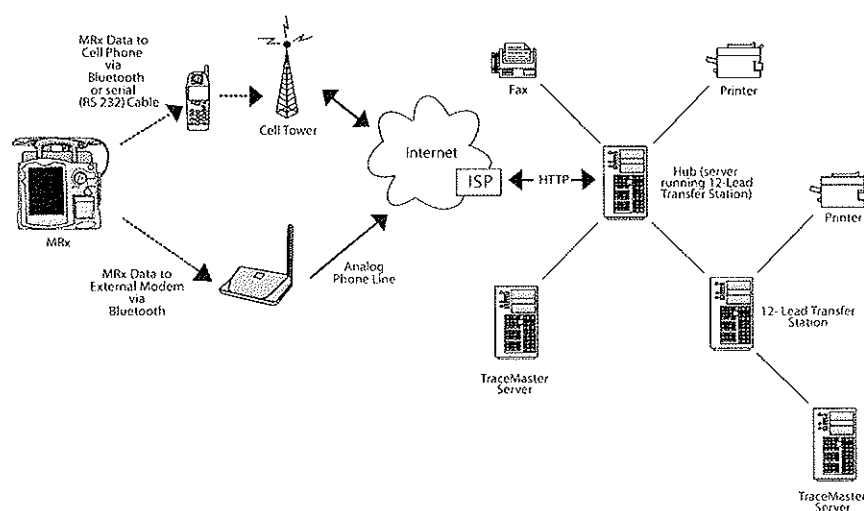 MRx Data to
Cell Phone
via
Bluetooth
or serial
(RS 232) Cable
Cell Tower
Fax
Printer
Internet
ISP
HTTP
Hub (server
running 12-Lead
Transfer Station)
Printer
MRx
MRx Data to
External Modem
via
Bluetooth
Analog
Phone Line
TraceMaster
Server
12- Lead Transfer
Station
TraceMaster
Server